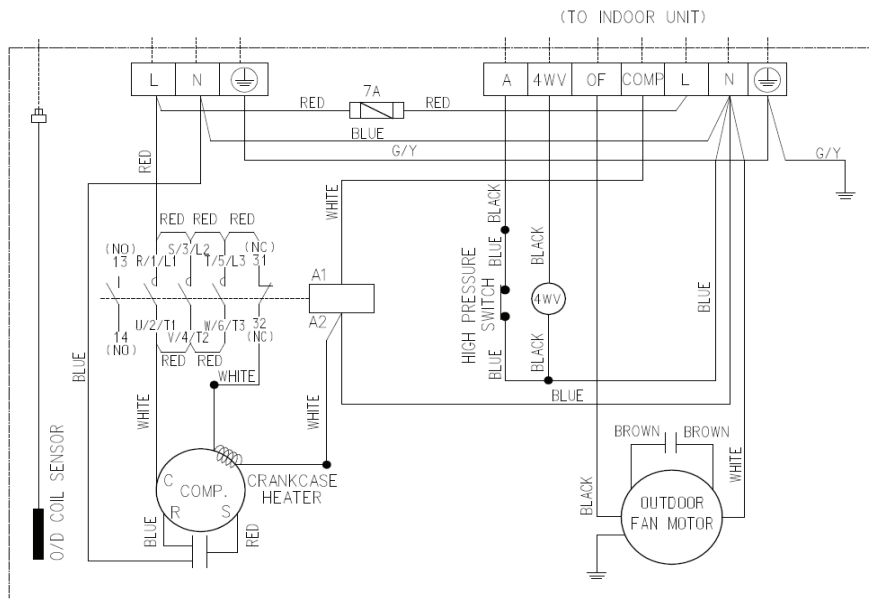 (TO INDOOR UNIT)
L N
A 4WV OF COMP L N
7A
RED RED
BLUE
G/Y
G/Y
RED
WHITE
BLACK
BLUE
BLACK
RED RED RED
(NO) S/3/L2 (NC)
13 R/1/L1 T/5/L3 31
A1
A2
HIGH PRESSURE
SWITCH
4WV
BLUE
U/2/T1 W/6/T3 32
14 V/4/T2 (NC)
(NO)
RED RED
BLUE
BLUE
BLACK
WHITE
BLUE
WHITE
WHITE
BROWN BROWN
WHITE
O/D COIL SENSOR
C
COMP.
R S
CRANKCASE
HEATER
BLACK
OUTDOOR
FAN MOTOR
BLUE
RED